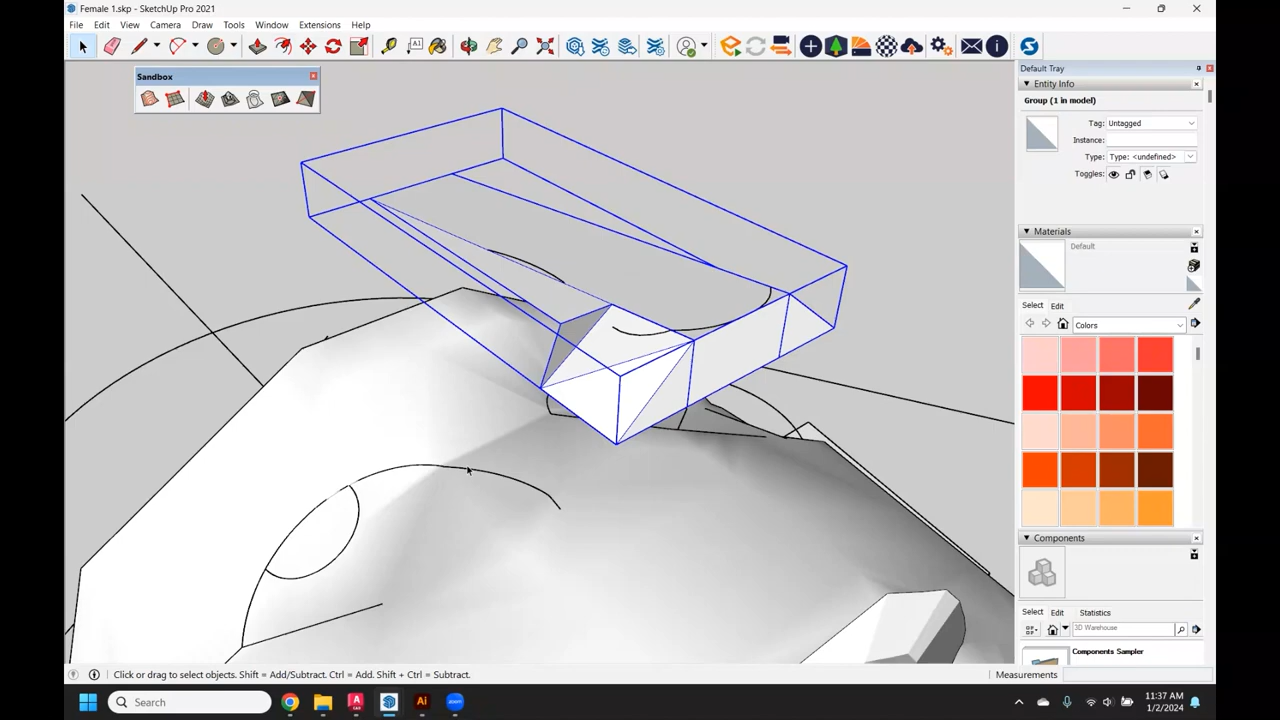 Female 1.skp - SketchUp Pro 2021
File Edit View Camera Draw Tools Window Extensions Help
Sandbox
Default Tray
Entity Info
Group (1 in model)
Tag: Untagged
Instance:
Type: Type: <undefined>
Toggles:
Materials
Default
Select Edit
Colors
Components
Select Edit Statistics
3D Warehouse
Components Sampler
Click or drag to select objects. Shift = Add/Subtract. Ctrl = Add. Shift + Ctrl = Subtract.
Measurements
Search
A
Ai
zoom
11:37 AM
1/2/2024